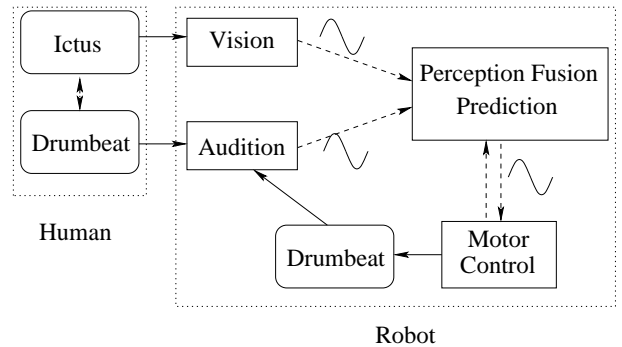 Ictus
Vision
Perception Fusion
Prediction
Drumbeat
Audition
Human
Drumbeat
Motor
Control
Robot